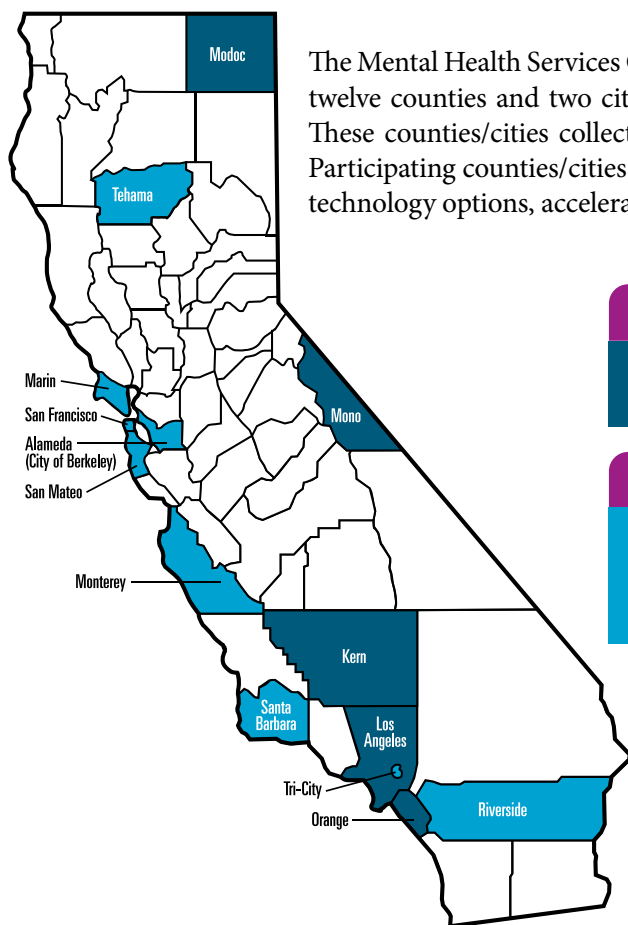 Modoc
The Mental Health Services
twelve counties and two cit
These counties/cities collect
Participating counties/cities
technology options, accelera
Tehama
Marin
San Francisco
Alameda
(City of Berkeley)
San Mateo
Mono
Monterey
Kern
Santa
Barbara
Los
Angeles
Tri-City
Orange
Riverside